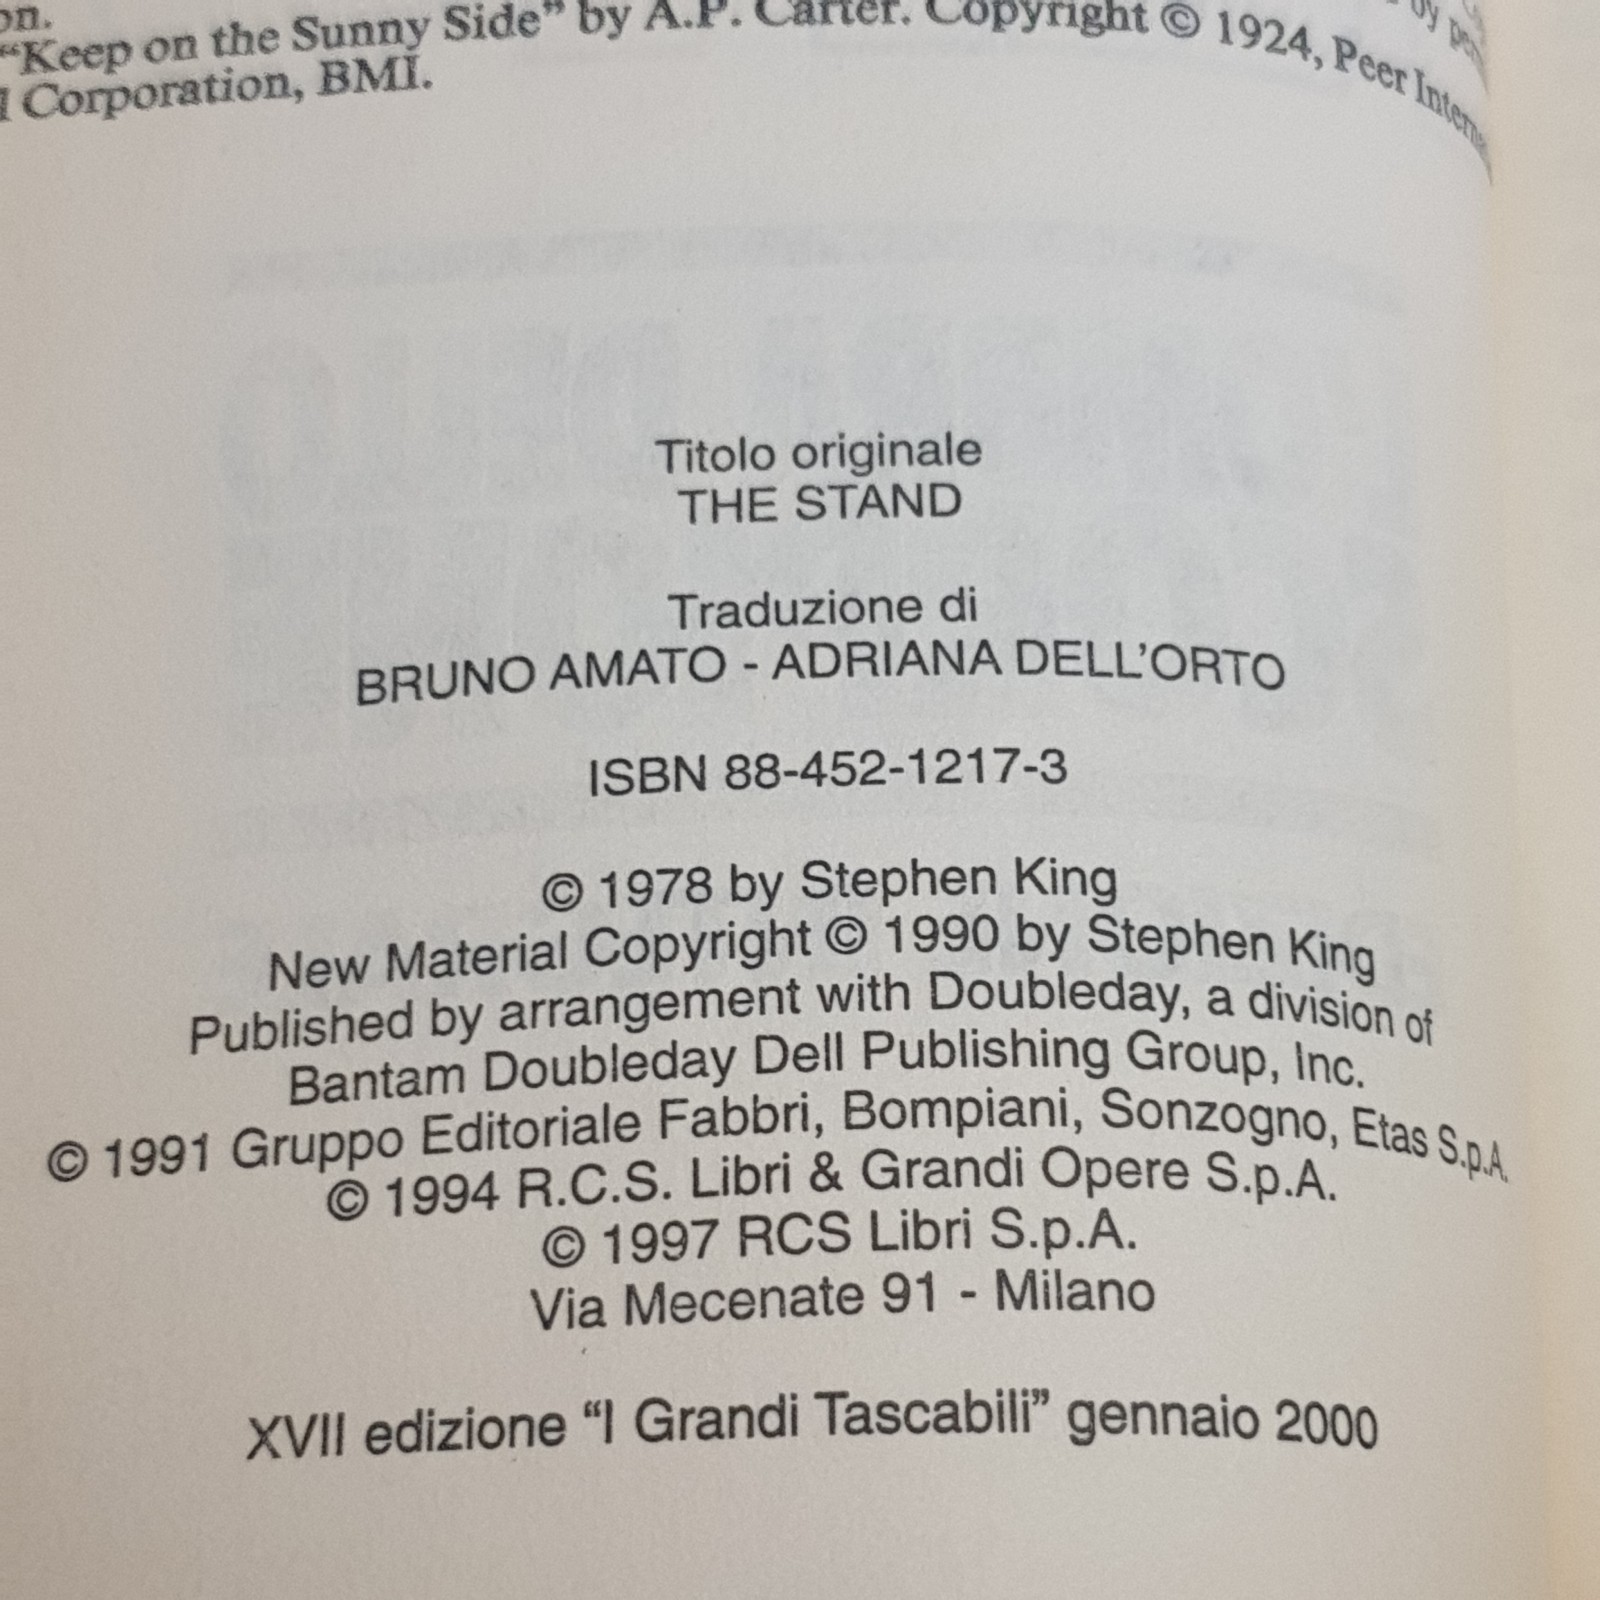 on.
“Keep on the Sunny Side” by A.P. Carter. Copyright © 1924, Peer
Corporation, BMI.
Titolo originale
THE STAND
Traduzione di
BRUNO AMATO - ADRIANA DELL’ORTO
ISBN 88-452-1217-3
© 1978 by Stephen King
New Material Copyright © 1990 by Stephen King
Published by arrangement with Doubleday, a division of
Bantam Doubleday Dell Publishing Group, Inc.
© 1991 Gruppo Editoriale Fabbri, Bompiani, Sonzogno, Etas S.p.A.
© 1994 R.C.S. Libri & Grandi Opere S.p.A.
© 1997 RCS Libri S.p.A.
Via Mecenate 91 - Milano
XVII edizione “I Grandi Tascabili” gennaio 2000